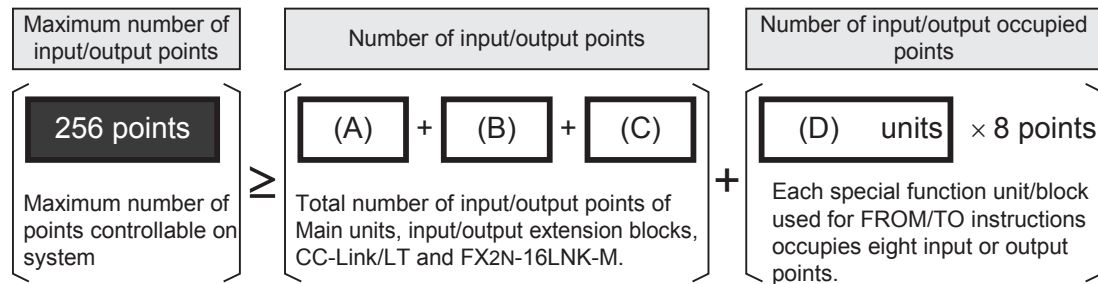 Maximum number of
input/output points
Number of input/output points
Number of input/output occupied
points
256 points
≥
(A) + (B) + (C)
+
(D) units × 8 points
Maximum number of
points controllable on
system
Total number of input/output points of
Main units, input/output extension blocks,
CC-Link/LT and FX2N-16LNK-M.
Each special function unit/block
used for FROM/TO instructions
occupies eight input or output
points.